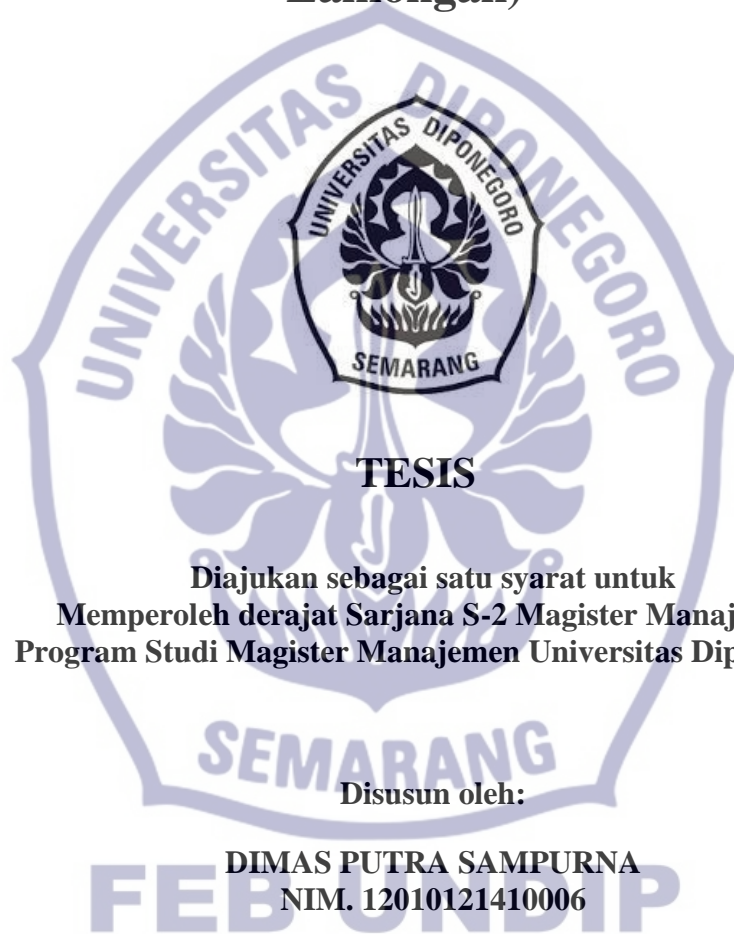 Lamongan)
UNIVERSITAS DIPONEGORO
UNIVERSITAS DIPONEGORO
SEMARANG
TESIS
Diajukan sebagai satu syarat untuk
Memperoleh derajat Sarjana S-2 Magister Manaj
Program Studi Magister Manajemen Universitas Dip
SEMARANG
Disusun oleh:
DIMAS PUTRA SAMPURNA
NIM. 12010121410006
FEB UNDIP